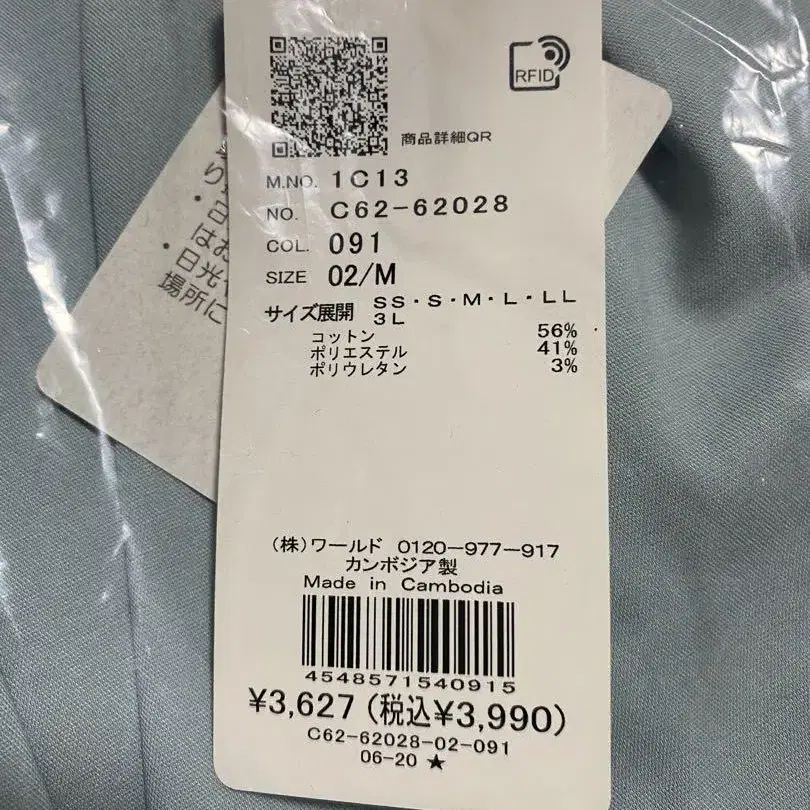 RFID
商品詳細QR
M.NO. 1C13
NO. C62-62028
COL. 091
SIZE 02/M
サイズ展開 SS・S・M・L・LL
3L
コットン 56%
ポリエステル 41%
ポリウレタン 3%
は
・日光
場所に
(株)ワールド 0120-977-917
カンボジア製
Made in Cambodia
4548571540915
¥3,627 (税込¥3,990)
C62-62028-02-091
06-20 ★